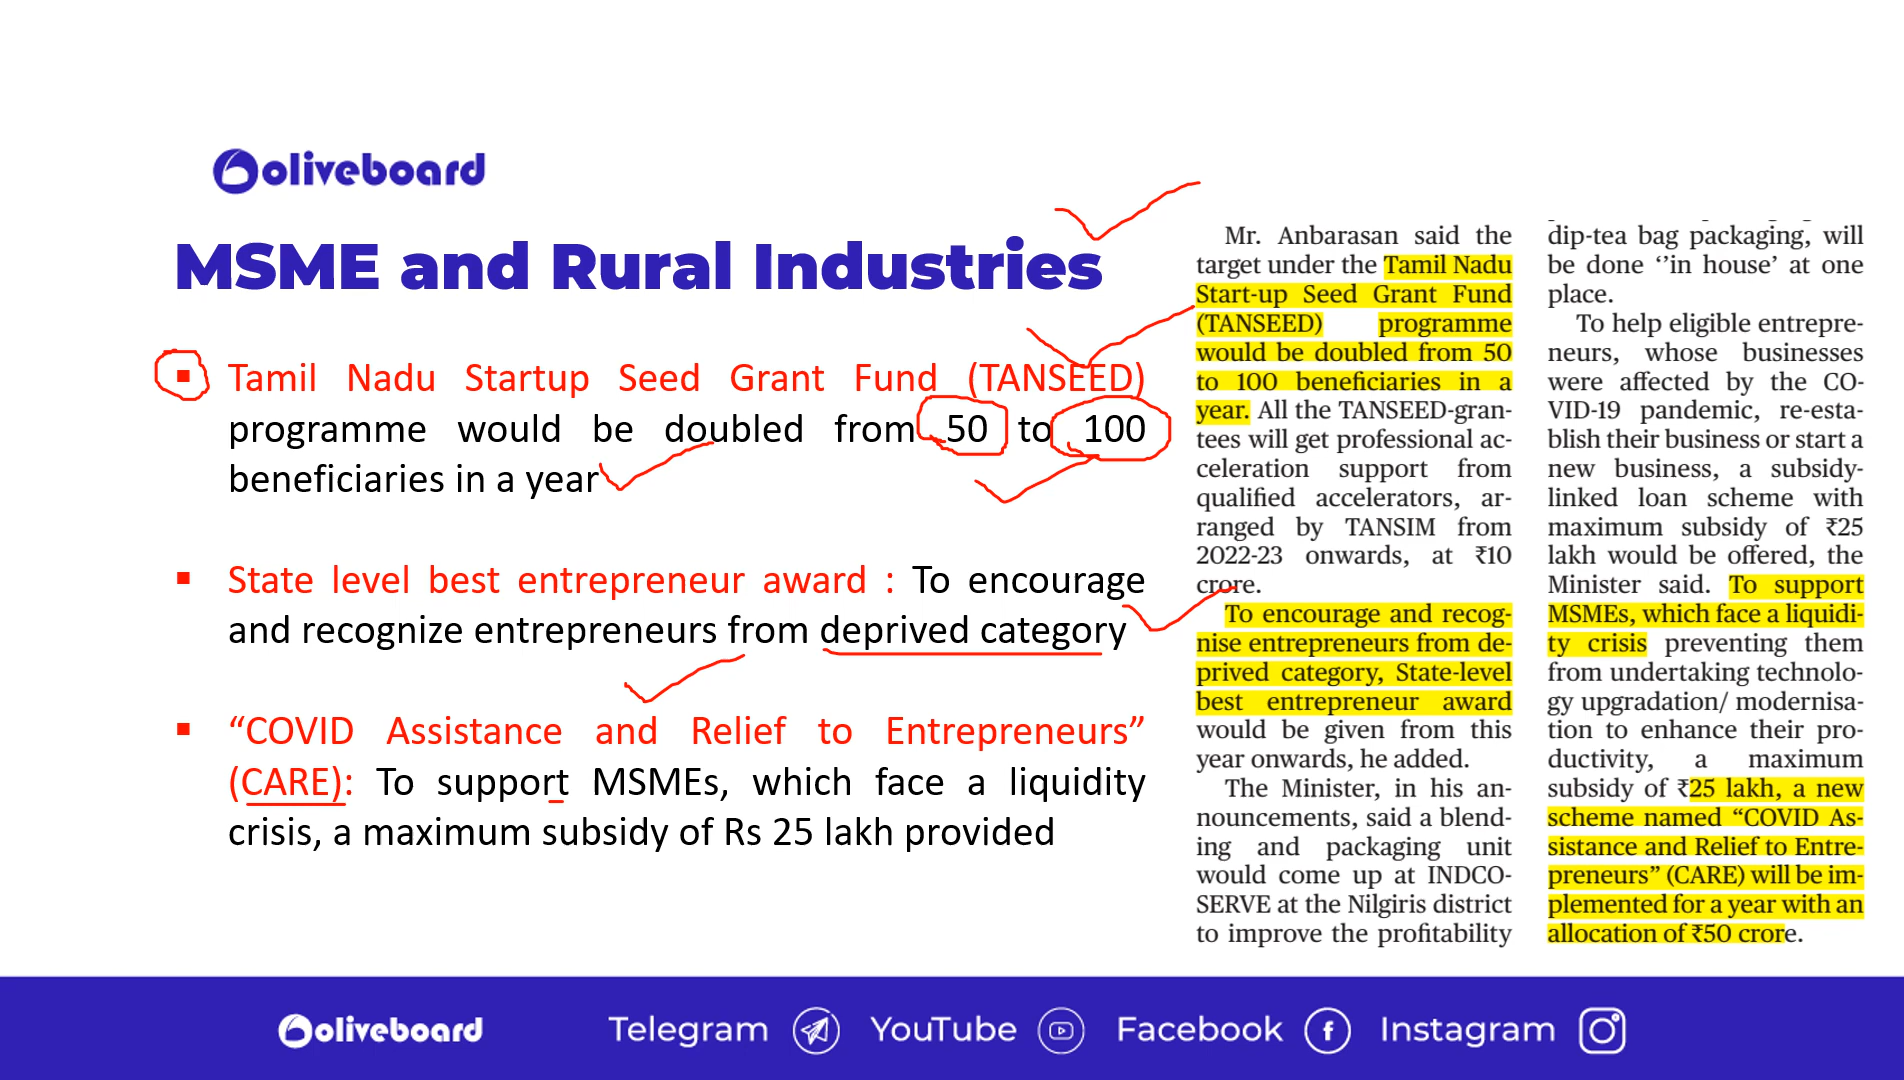 oliveboard
MSME and Rural Industries
▪ Tamil Nadu Startup Seed Grant Fund (TANSEED)
programme would be doubled from 50 to 100
beneficiaries in a year
▪ State level best entrepreneur award : To encourage
and recognize entrepreneurs from deprived category
▪ “COVID Assistance and Relief to Entrepreneurs”
(CARE): To support MSMEs, which face a liquidity
crisis, a maximum subsidy of Rs 25 lakh provided
Mr. Anbarasan said the
target under the Tamil Nadu
Start-up Seed Grant Fund
(TANSEED) programme
would be doubled from 50
to 100 beneficiaries in a
year. All the TANSEED-gran-
tees will get professional ac-
celeration support from
qualified accelerators, ar-
ranged by TANSIM from
2022-23 onwards, at ₹10
crore.
To encourage and recog-
nise entrepreneurs from de-
prived category, State-level
best entrepreneur award
would be given from this
year onwards, he added.
The Minister, in his an-
nouncements, said a blend-
ing and packaging unit
would come up at INDCO-
SERVE at the Nilgiris district
to improve the profitability
dip-tea bag packaging, will
be done ‘’in house’ at one
place.
To help eligible entrepre-
neurs, whose businesses
were affected by the CO-
VID-19 pandemic, re-esta-
blish their business or start a
new business, a subsidy-
linked loan scheme with
maximum subsidy of ₹25
lakh would be offered, the
Minister said. To support
MSMEs, which face a liquidi-
ty crisis preventing them
from undertaking technolo-
gy upgradation/ modernisa-
tion to enhance their pro-
ductivity, a maximum
subsidy of ₹25 lakh, a new
scheme named “COVID As-
sistance and Relief to Entre-
preneurs” (CARE) will be im-
plemented for a year with an
allocation of ₹50 crore.
oliveboard Telegram YouTube Facebook Instagram